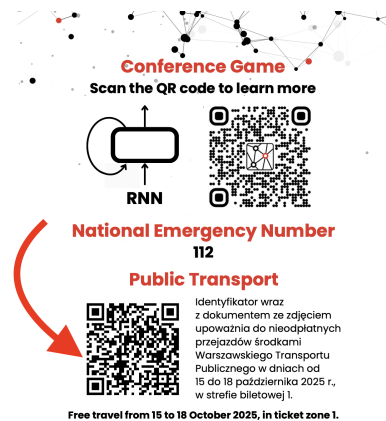 Conference Game
Scan the QR code to learn more
RNN
National Emergency Number
112
Public Transport
Identyfikator wraz
z dokumentem ze zdjęciem
upoważnia do nieodpłatnych
przejazdów środkami
Warszawskiego Transportu
Publicznego w dniach od
15 do 18 października 2025 r.,
w strefie biletowej 1.
Free travel from 15 to 18 October 2025, in ticket zone 1.